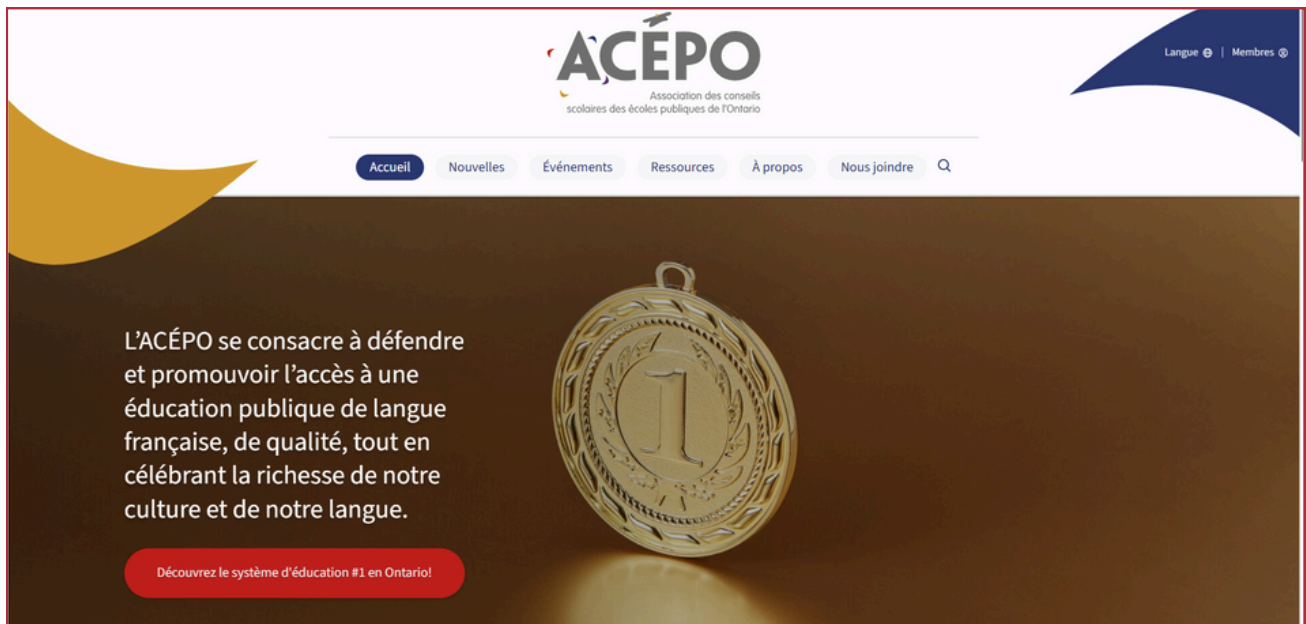 ACÉPO
Association des conseils
scolaires des écoles publiques de l'Ontario
Langue | Membres
Accueil Nouvelles Événements Ressources À propos Nous joindre
1
L'ACÉPO se consacre à défendre
et promouvoir l'accès à une
éducation publique de langue
française, de qualité, tout en
célébrant la richesse de notre
culture et de notre langue.
Découvrez le système d'éducation #1 en Ontario!